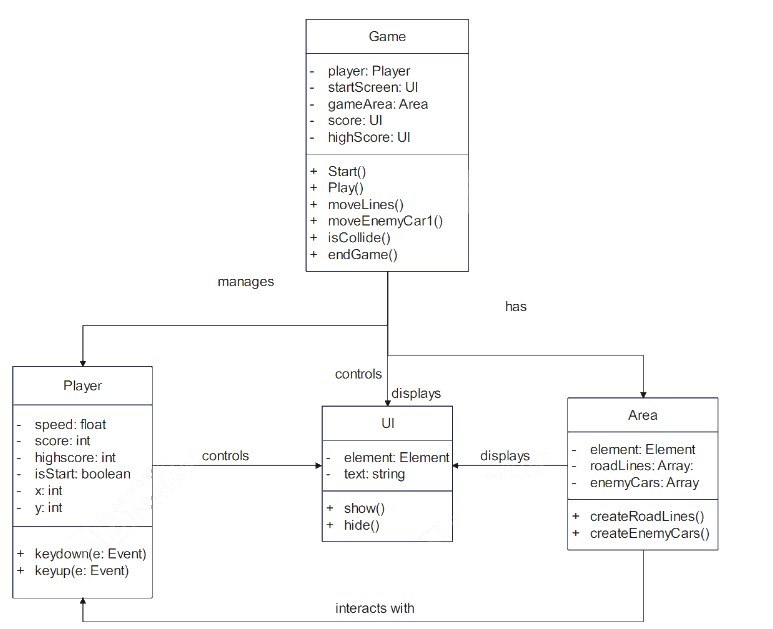 Game
- player: Player
- startScreen: UI
- gameArea: Area
- score: UI
- highScore: UI
+ Start()
+ Play()
+ moveLines()
+ moveEnemyCar1()
+ isCollide()
+ endGame()
manages
has
controls
displays
Player
- speed: float
- score: int
- highscore: int
- isStart: boolean
- x: int
- y: int
+ keydown(e: Event)
+ keyup(e: Event)
controls
UI
- element: Element
- text: string
+ show()
+ hide()
displays
Area
- element: Element
- roadLines: Array:
- enemyCars: Array
+ createRoadLines()
+ createEnemyCars()
interacts with